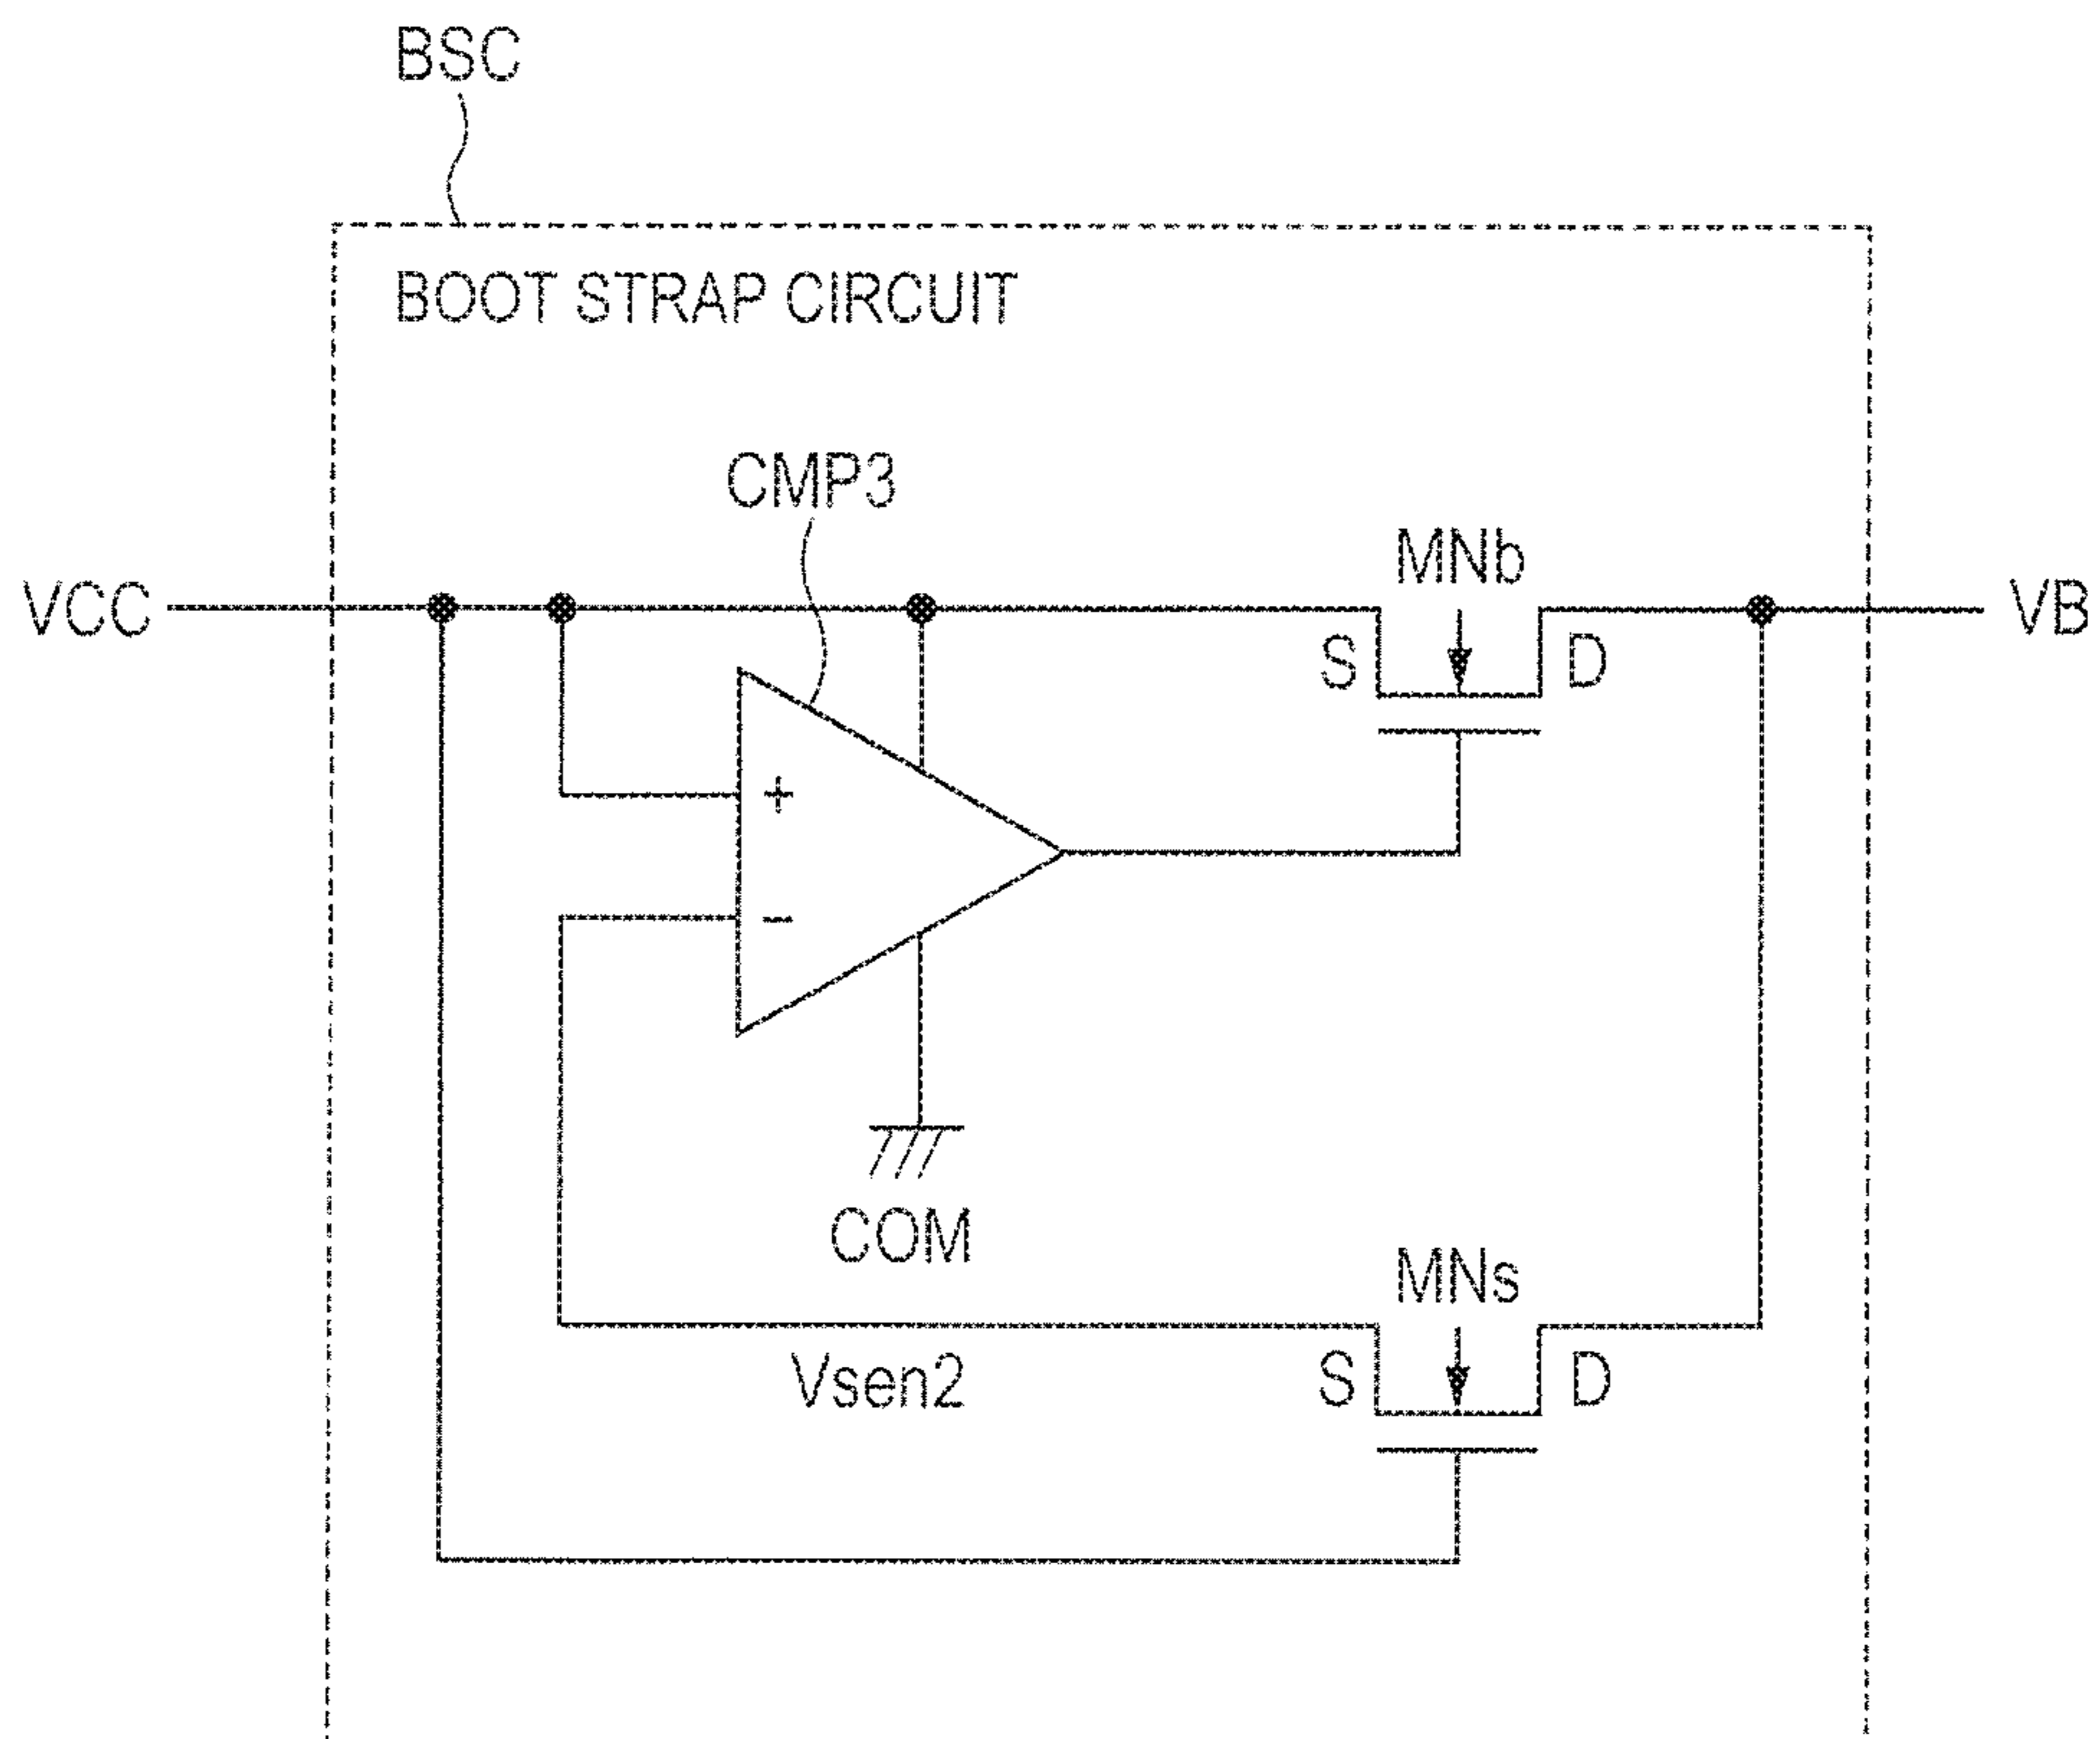 BSC
BOOT STRAP CIRCUIT
CMP3
MNb
VCC
VB
S
D
+
−
COM
MNs
Vsen2
S
D